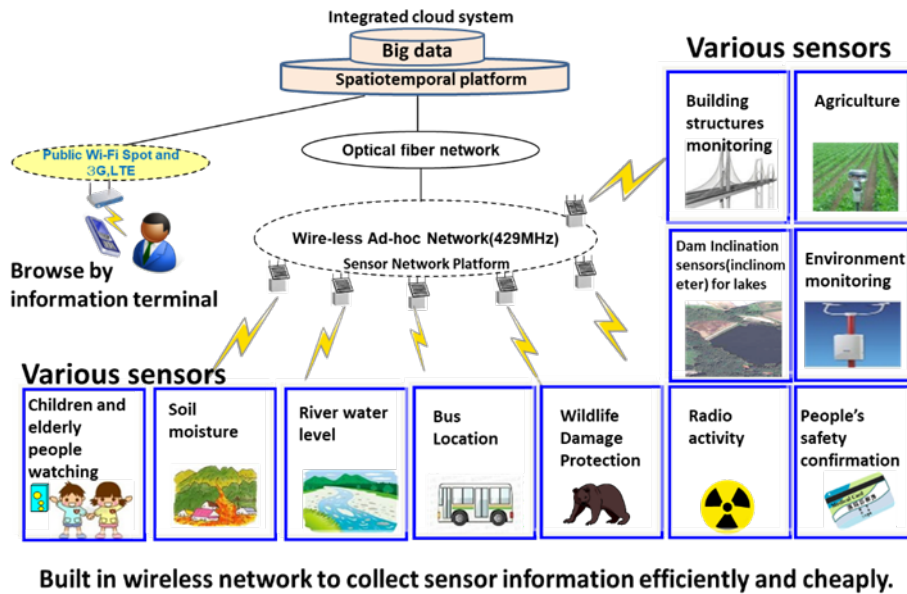 Integrated cloud system
Big data
Spatiotemporal platform
Various sensors
Building
structures
monitoring
Agriculture
Public Wi-Fi Spot and
3G,LTE
Optical fiber network
Wire-less Ad-hoc Network(429MHz)
Sensor Network Platform
Browse by
information terminal
Dam Inclination
sensors(inclinom
eter) for lakes
Environment
monitoring
Various sensors
Children and
elderly
people
watching
Soil
moisture
River water
level
Bus
Location
Wildlife
Damage
Protection
Radio
activity
People's
safety
confirmation
Built in wireless network to collect sensor information efficiently and cheaply.